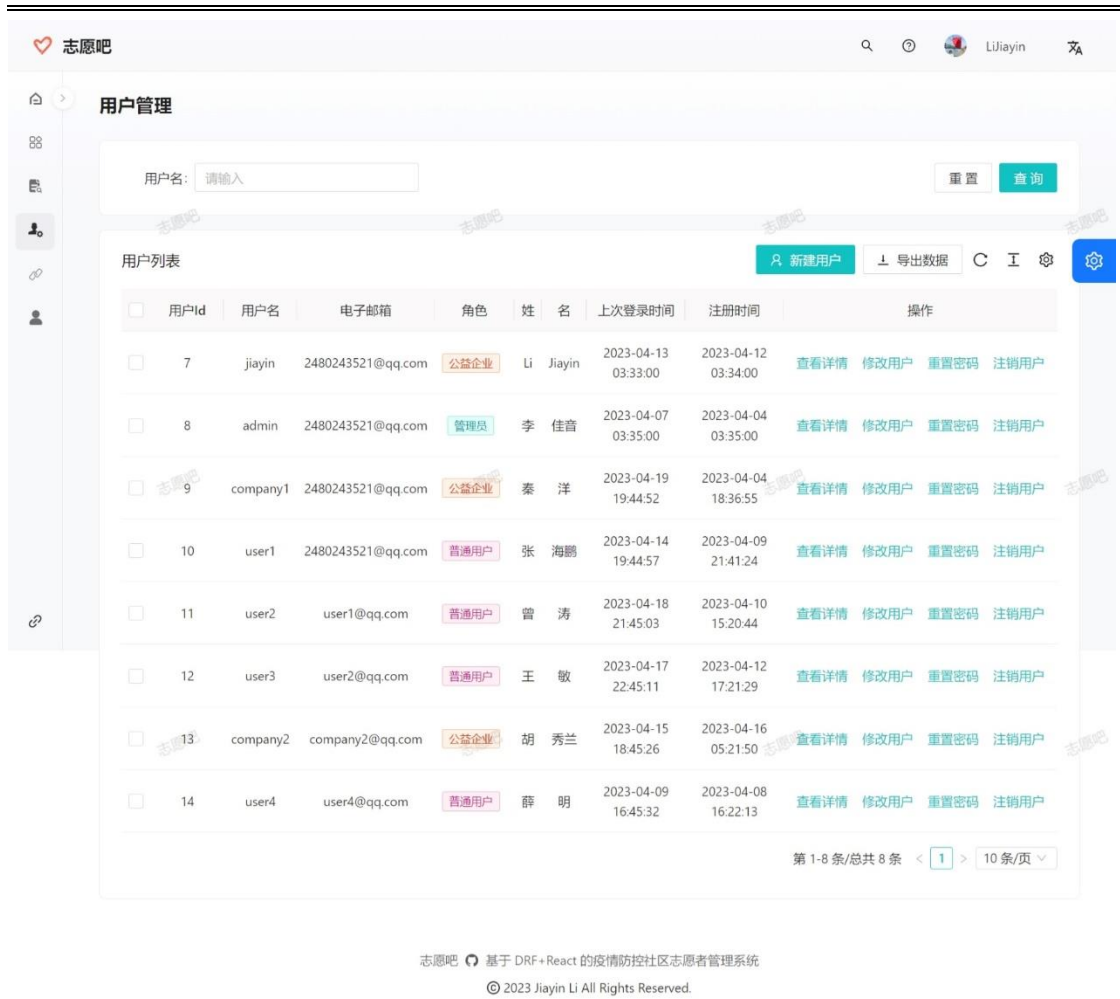 志愿吧
LiJiayin
用户管理
用户名: 请输入
重 置 查 询
用户列表
新建用户 导出数据
用户Id 用户名 电子邮箱 角色 姓 名 上次登录时间 注册时间 操作
7 jiayin 2480243521@qq.com 公益企业 Li Jiayin 2023-04-13 03:33:00 2023-04-12 03:34:00 查看详情 修改用户 重置密码 注销用户
8 admin 2480243521@qq.com 管理员 李 佳音 2023-04-07 03:35:00 2023-04-04 03:35:00 查看详情 修改用户 重置密码 注销用户
9 company1 2480243521@qq.com 公益企业 秦 洋 2023-04-19 19:44:52 2023-04-04 18:36:55 查看详情 修改用户 重置密码 注销用户
10 user1 2480243521@qq.com 普通用户 张 海鹏 2023-04-14 19:44:57 2023-04-09 21:41:24 查看详情 修改用户 重置密码 注销用户
11 user2 user1@qq.com 普通用户 曾 涛 2023-04-18 21:45:03 2023-04-10 15:20:44 查看详情 修改用户 重置密码 注销用户
12 user3 user2@qq.com 普通用户 王 敏 2023-04-17 22:45:11 2023-04-12 17:21:29 查看详情 修改用户 重置密码 注销用户
13 company2 company2@qq.com 公益企业 胡 秀兰 2023-04-15 18:45:26 2023-04-16 05:21:50 查看详情 修改用户 重置密码 注销用户
14 user4 user4@qq.com 普通用户 薛 明 2023-04-09 16:45:32 2023-04-08 16:22:13 查看详情 修改用户 重置密码 注销用户
第 1-8 条/总共 8 条 < 1 > 10 条/页
志愿吧 基于 DRF+React 的疫情防控社区志愿者管理系统
© 2023 Jiayin Li All Rights Reserved.